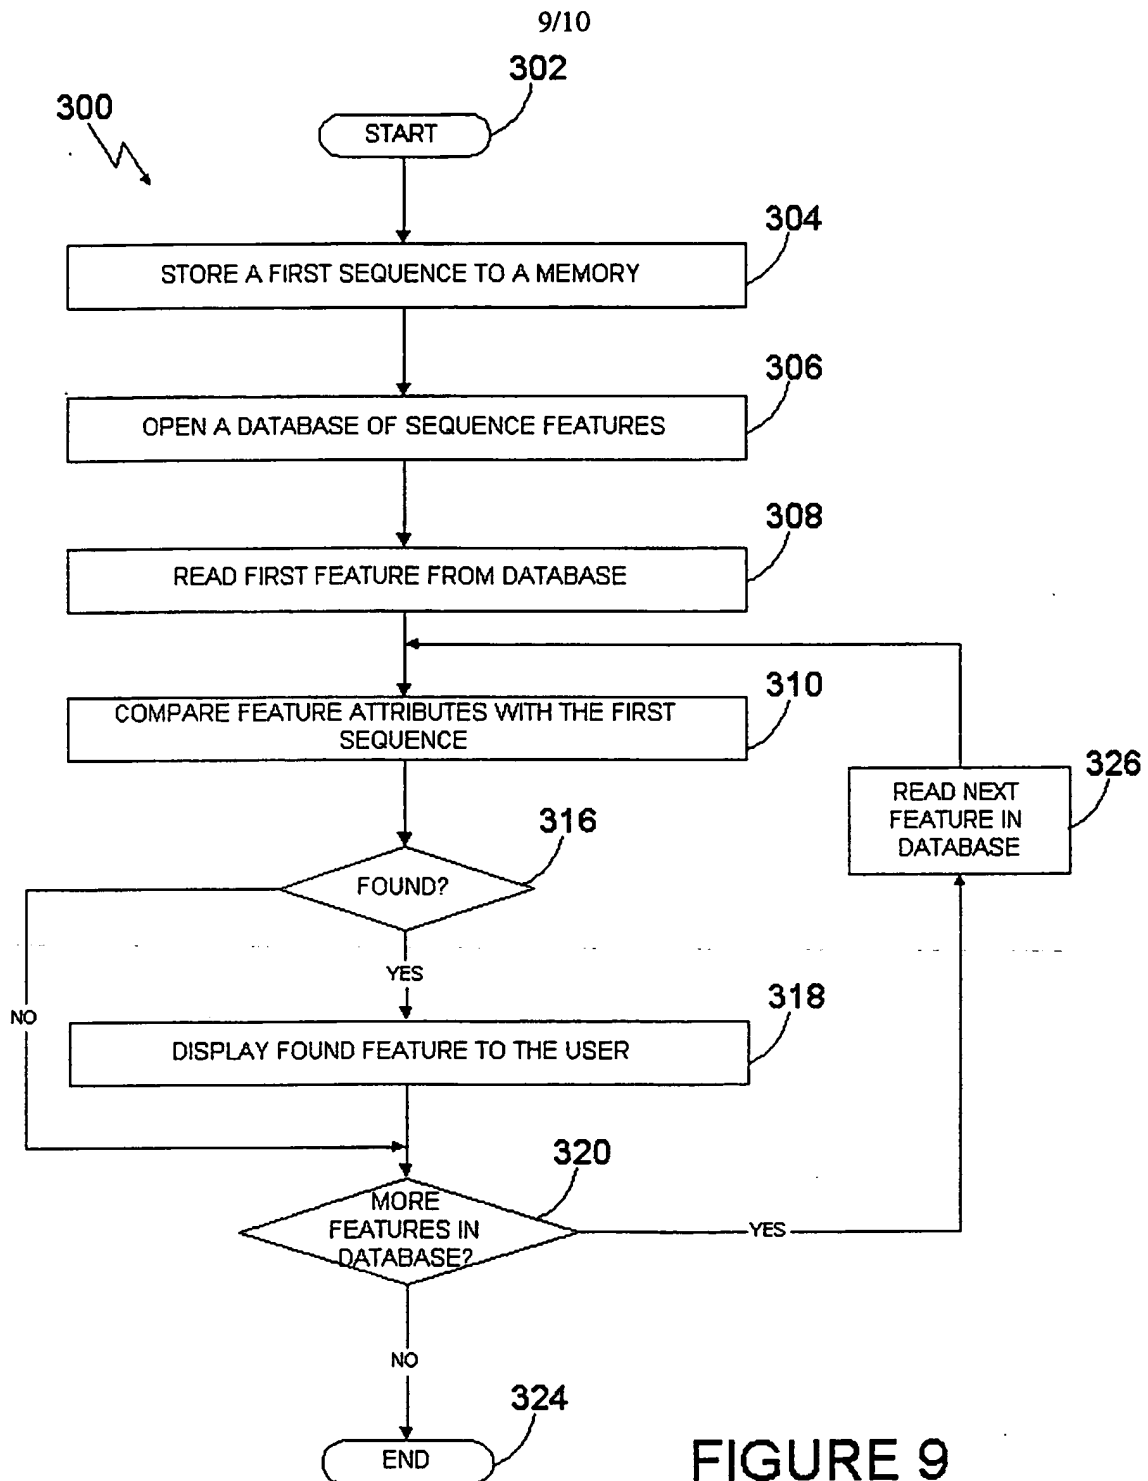 9/10
302
300
START
304
STORE A FIRST SEQUENCE TO A MEMORY
306
OPEN A DATABASE OF SEQUENCE FEATURES
308
READ FIRST FEATURE FROM DATABASE
310
COMPARE FEATURE ATTRIBUTES WITH THE FIRST
SEQUENCE
326
READ NEXT
FEATURE IN
DATABASE
316
FOUND?
YES
NO
318
DISPLAY FOUND FEATURE TO THE USER
320
MORE
FEATURES IN
DATABASE?
YES
NO
324
END
FIGURE 9